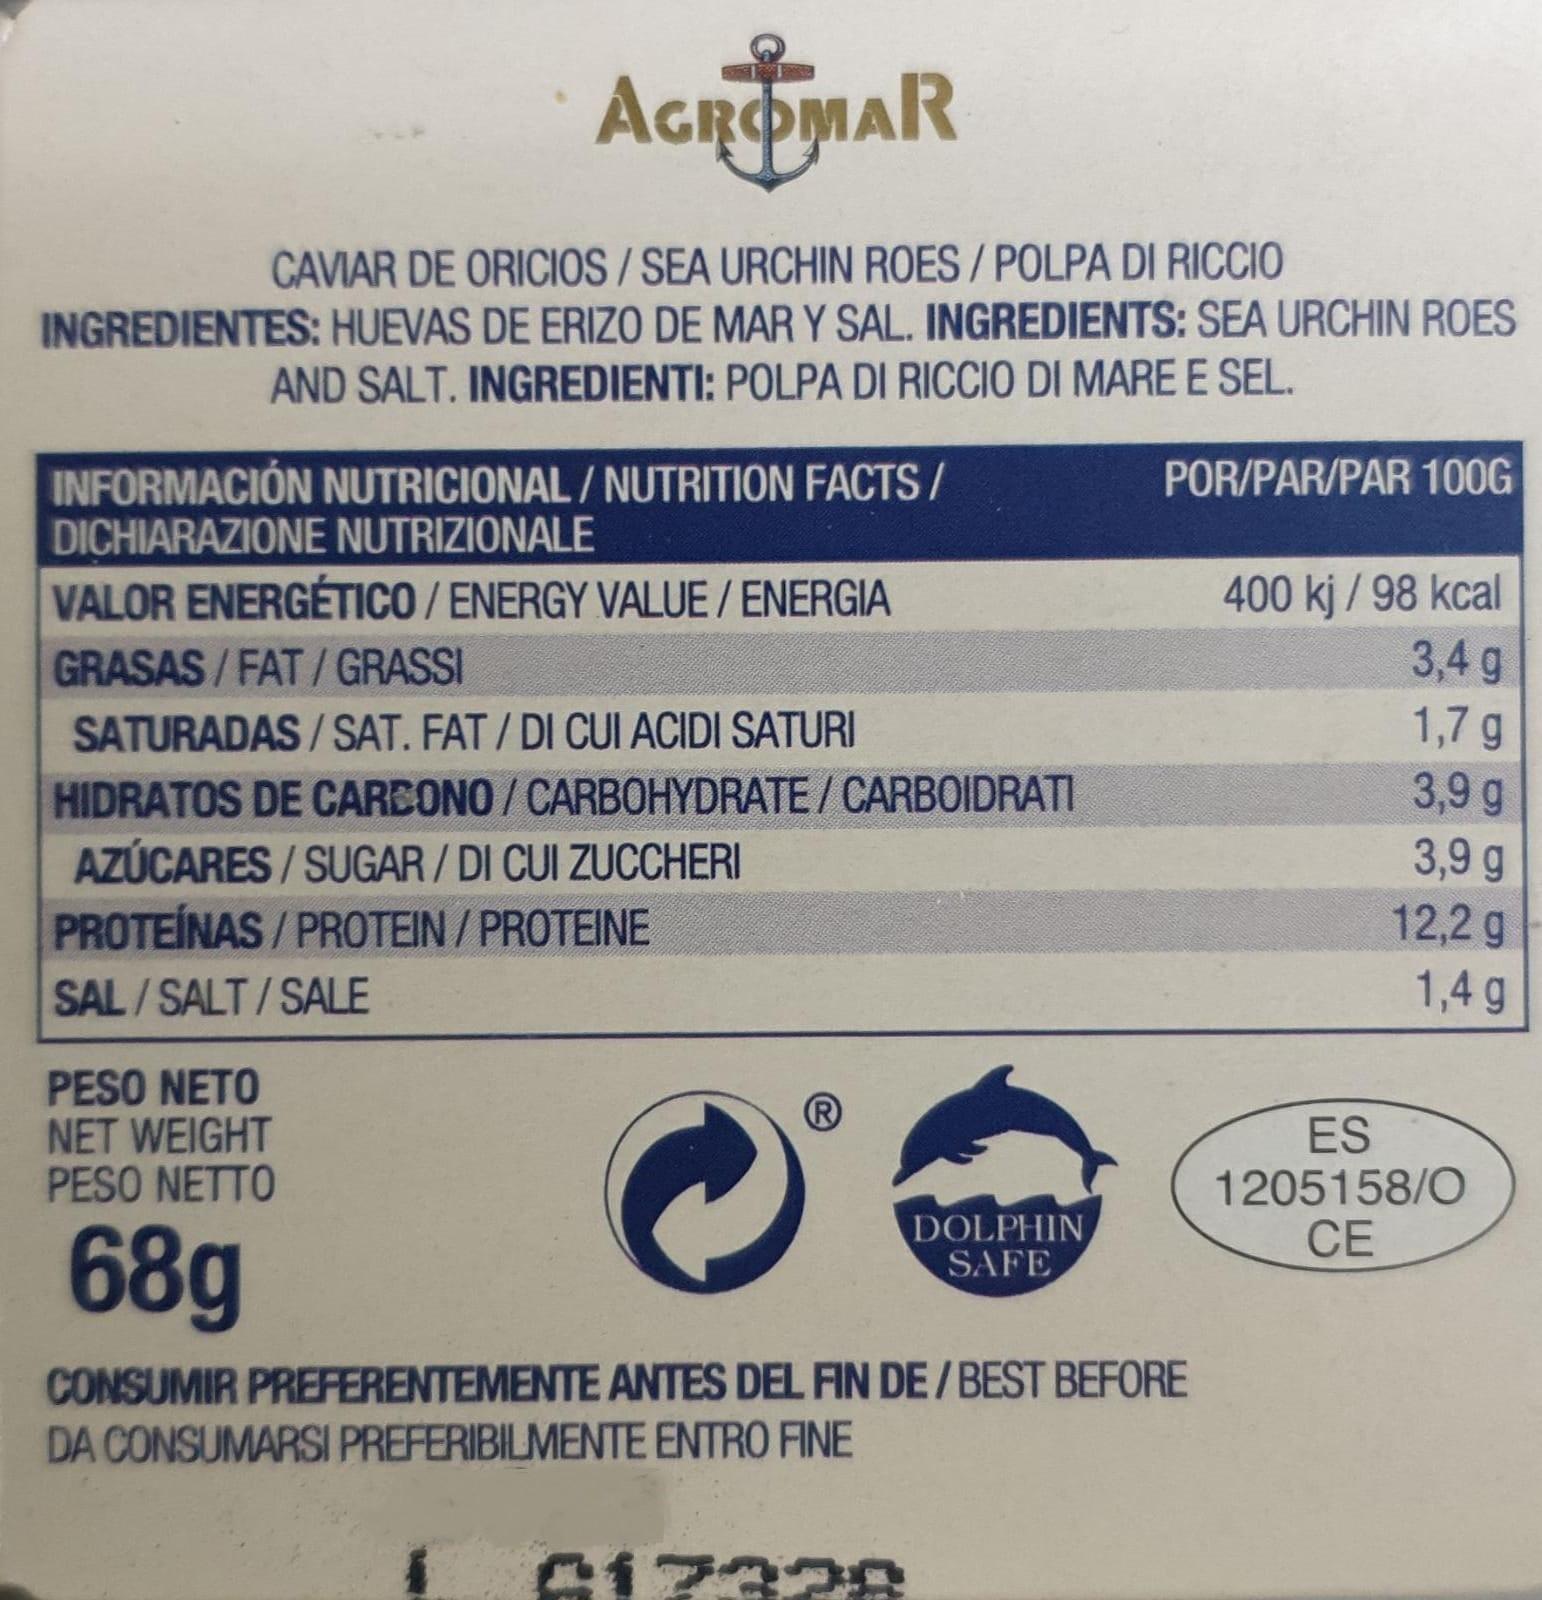 AGROMAR
CAVIAR DE ORICIOS / SEA URCHIN ROES / POLPA DI RICCIO
INGREDIENTES: HUEVAS DE ERIZO DE MAR Y SAL. INGREDIENTS: SEA URCHIN ROES
AND SALT. INGREDIENTI: POLPA DI RICCIO DI MARE E SEL.
INFORMACIÓN NUTRICIONAL / NUTRITION FACTS / POR/PAR/PAR 100G
DICHIARAZIONE NUTRIZIONALE
VALOR ENERGÉTICO / ENERGY VALUE / ENERGIA 400 kj / 98 kcal
GRASAS / FAT / GRASSI 3,4 g
SATURADAS / SAT. FAT / DI CUI ACIDI SATURI 1,7 g
HIDRATOS DE CARBONO / CARBOHYDRATE / CARBOIDRATI 3,9 g
AZÚCARES / SUGAR / DI CUI ZUCCHERI 3,9 g
PROTEÍNAS / PROTEIN / PROTEINE 12,2 g
SAL / SALT / SALE 1,4 g
PESO NETO
NET WEIGHT
PESO NETTO
68g
®
DOLPHIN
SAFE
ES
1205158/O
CE
CONSUMIR PREFERENTEMENTE ANTES DEL FIN DE / BEST BEFORE
DA CONSUMARSI PREFERIBILMENTE ENTRO FINE